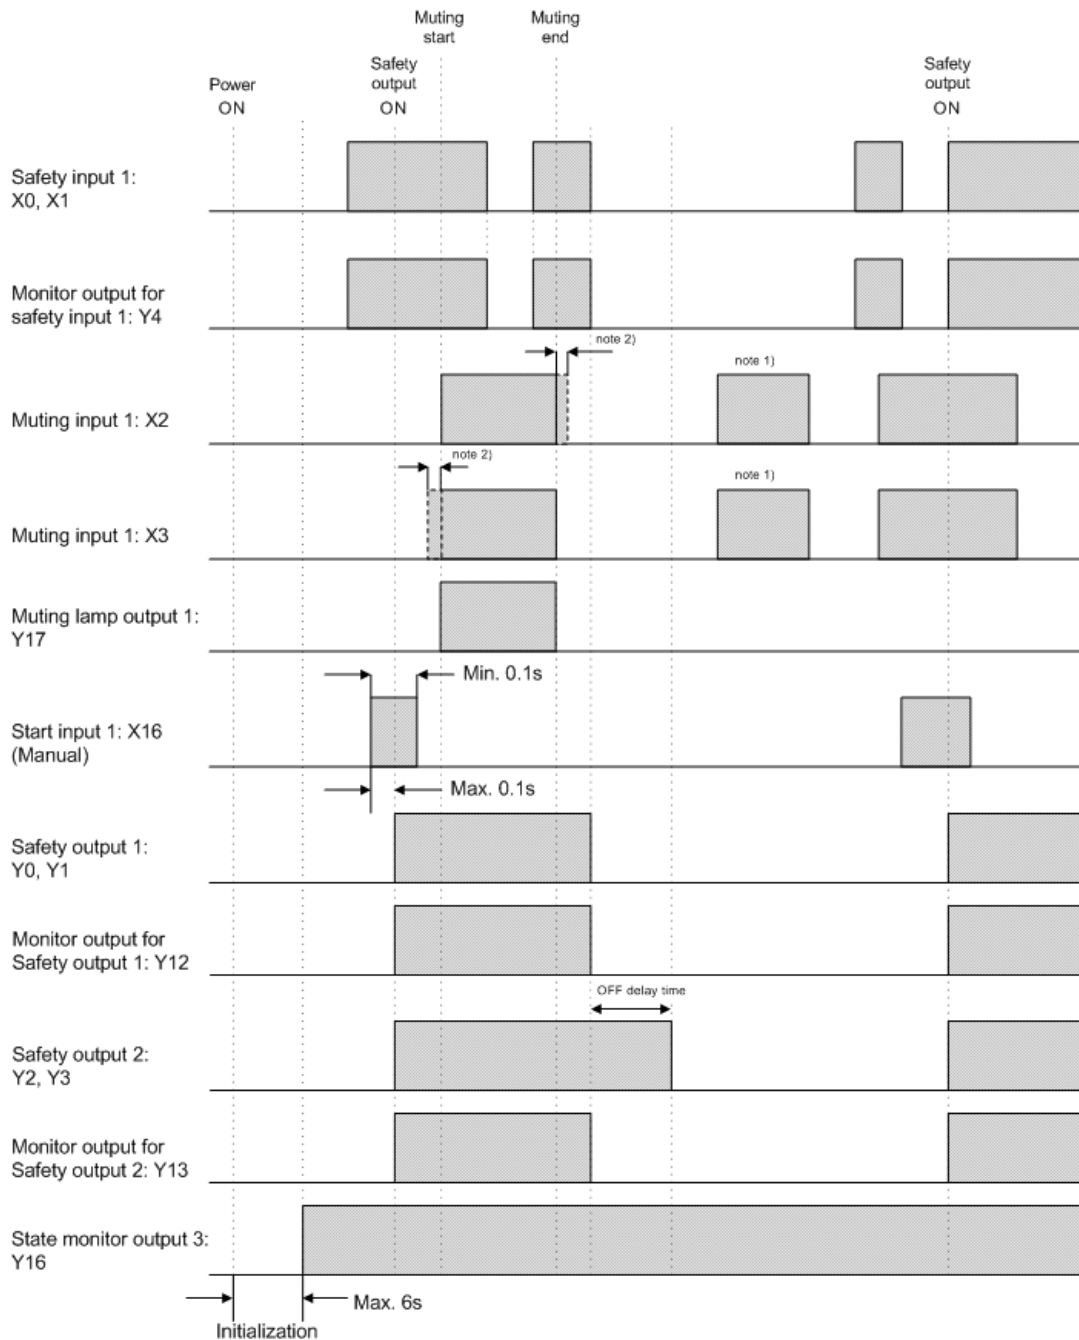 Muting
start
Muting
end
Power
ON
Safety
output
ON
Safety
output
ON
Safety input 1:
X0, X1
Monitor output for
safety input 1: Y4
note 2)
note 1)
Muting input 1: X2
note 2)
note 1)
Muting input 1: X3
Muting lamp output 1:
Y17
Min. 0.1s
Start input 1: X16
(Manual)
Max. 0.1s
Safety output 1:
Y0, Y1
Monitor output for
Safety output 1: Y12
OFF delay time
Safety output 2:
Y2, Y3
Monitor output for
Safety output 2: Y13
State monitor output 3:
Y16
Max. 6s
Initialization